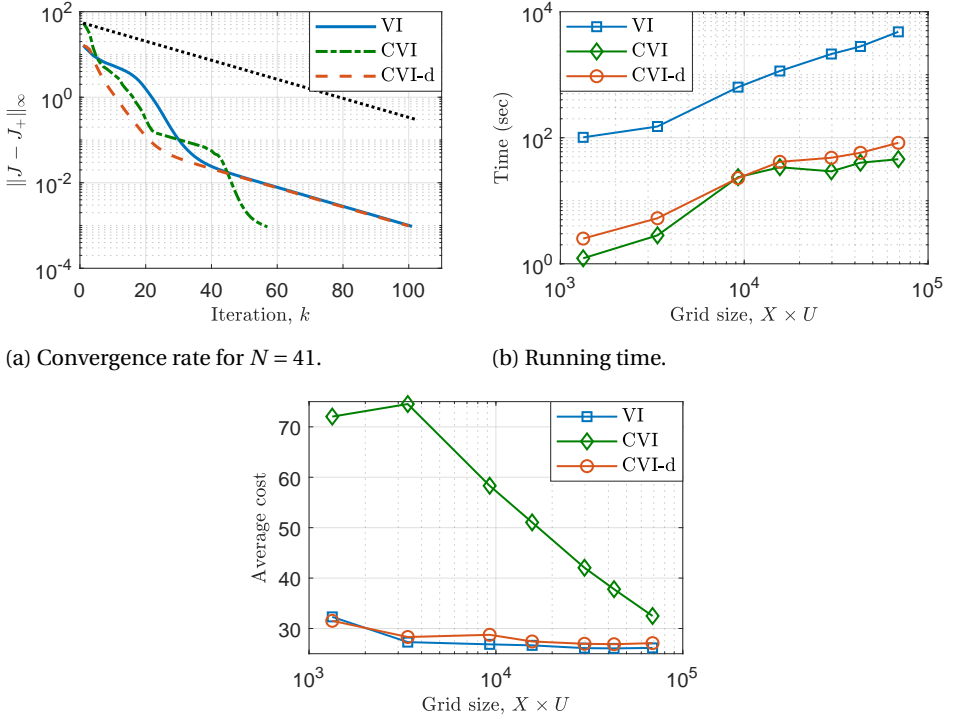 10^2
10^0
10^-2
10^-4
‖J − J_+‖_∞
VI
CVI
CVI-d
0
20
40
60
80
100
Iteration, k
(a) Convergence rate for N = 41.
10^4
10^2
10^0
Time (sec)
VI
CVI
CVI-d
10^3
10^4
10^5
Grid size, X × U
(b) Running time.
70
60
50
40
30
Average cost
VI
CVI
CVI-d
10^3
10^4
10^5
Grid size, X × U